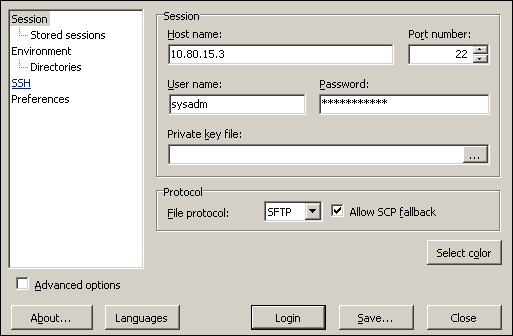 Session
Stored sessions
Environment
Directories
SSH
Preferences
Session
Host name: Port number:
10.80.15.3 22
User name: Password:
sysadm ***********
Private key file:
...
Protocol
File protocol: SFTP Allow SCP fallback
Select color
Advanced options
About... Languages Login Save... Close